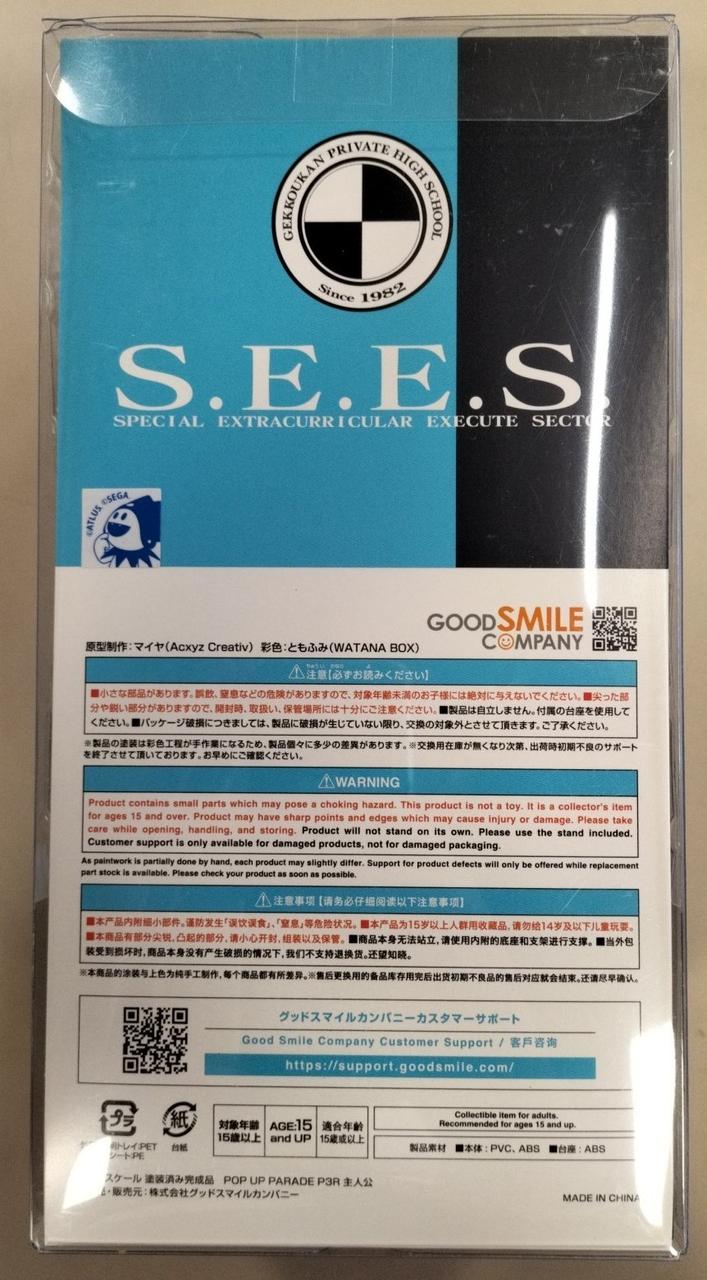 GEKKOUKAN PRIVATE HIGH SCHOOL
Since 1982
S.E.E.S.
SPECIAL EXTRACURRICULAR EXECUTE SECTOR
©ATLUS ©SEGA
GOODSMILE
COMPANY
原型制作：マイヤ（Acxyz Creativ） 彩色：ともふみ（WATANA BOX）
⚠注意【必ずお読みください】
■小さな部品があります。誤飲、窒息などの危険がありますので、対象年齢未満のお子様には絶対に与えないでください。■尖った部
分や鋭い部分がありますので、開封時、取扱い、保管場所には十分にご注意ください。■製品は自立しません。付属の台座を使用して
ください。■パッケージ破損につきましては、製品に破損が生じていない限り、交換の対象外とさせて頂きます。ご了承ください。
※製品の塗装は彩色工程が手作業になるため、製品個々に多少の差異があります。※交換用在庫が無くなり次第、出荷時初期不良のサポート
を終了させて頂いております。お早めにご確認ください。
⚠WARNING
Product contains small parts which may pose a choking hazard. This product is not a toy. It is a collector's item
for ages 15 and over. Product may have sharp points and edges which may cause injury or damage. Please take
care while opening, handling, and storing. Product will not stand on its own. Please use the stand included.
Customer support is only available for damaged products, not for damaged packaging.
As paintwork is partially done by hand, each product may slightly differ. Support for product defects will only be offered while replacement
part stock is available. Please check your product as soon as possible.
⚠注意事项【请务必仔细阅读以下注意事项】
■本产品内附细小部件。谨防发生「误饮误食」、「窒息」等危险状况。■本产品为15岁以上人群用收藏品，请勿给14岁及以下儿童玩耍。
■本商品有部分尖锐，凸起的部分，请小心开封，组装以及保管。■商品本身无法站立，请使用内附的底座和支架进行支撑。■当外包
装受到损坏时，商品本身没有产生破损的情况下，我们不支持退换货。还望知晓。
※本商品的涂装与上色为纯手工制作，每个商品都有所差异。※售后更换用的备品库存用完后出货初期不良品的售后对应就会结束。还请尽早确认。
グッドスマイルカンパニーカスタマーサポート
Good Smile Company Customer Support / 客戶咨询
https://support.goodsmile.com/
プラ
紙
トレイ:PET
シート:PE
台紙
対象年齢
15歳以上
AGE:15
and UP
適合年齢
15歳或以上
Collectible item for adults.
Recommended for ages 15 and up.
製品素材 ■本体：PVC、ABS ■台座：ABS
スケール 塗装済み完成品 POP UP PARADE P3R 主人公
・販売元：株式会社グッドスマイルカンパニー
MADE IN CHINA